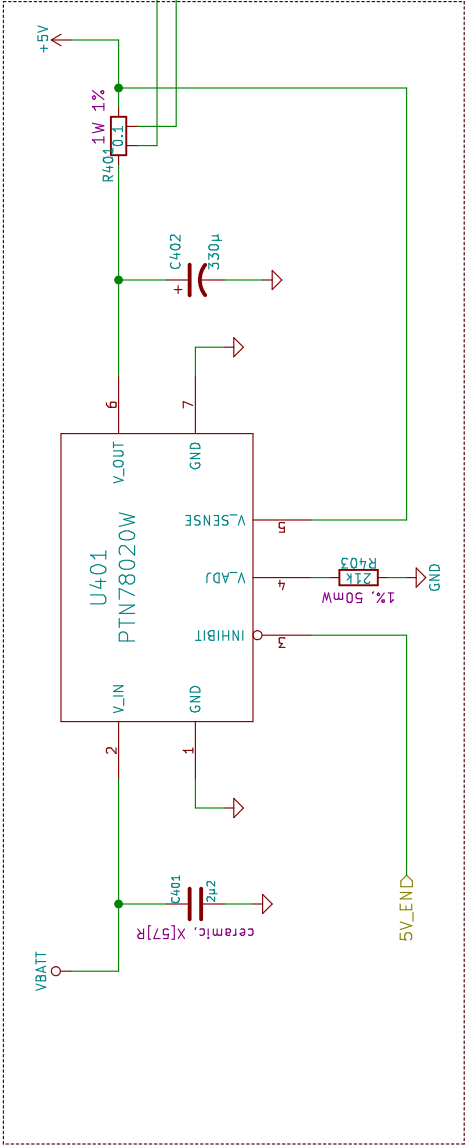 +5V
1W 1%
0.1
R401
C402
330µ
+
6
7
V_OUT
GND
V_SENSE
5
U401
PTN78020W
V_ADJ
4
R403
21k
1%, 50mW
GND
INHIBIT
3
V_IN
GND
2
1
C401
2µ2
ceramic, X[57]R
5V_EN
VBATT